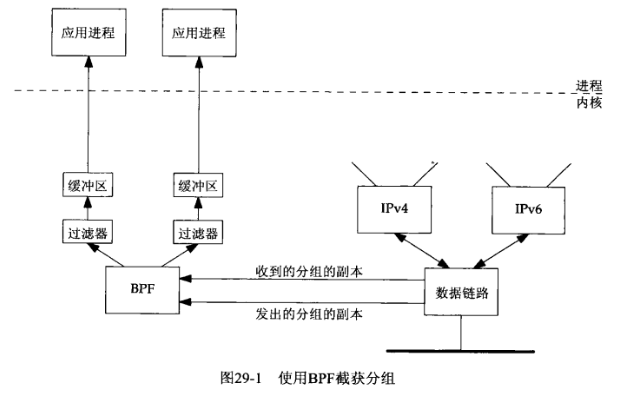 应用进程
应用进程
进程
内核
缓冲区
缓冲区
IPv4
IPv6
过滤器
过滤器
收到的分组的副本
BPF
数据链路
发出的分组的副本
图29-1 使用BPF截获分组